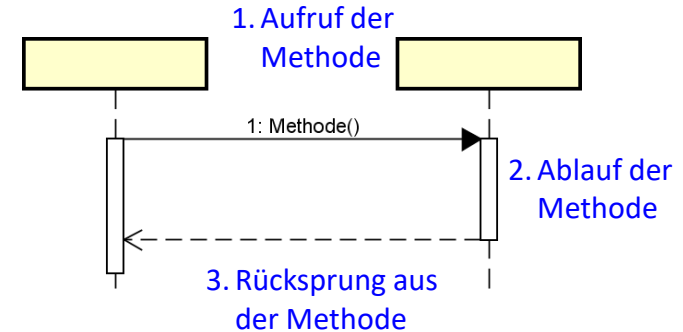 1. Aufruf der
Methode
1: Methode()
2. Ablauf der
Methode
3. Rücksprung aus
der Methode